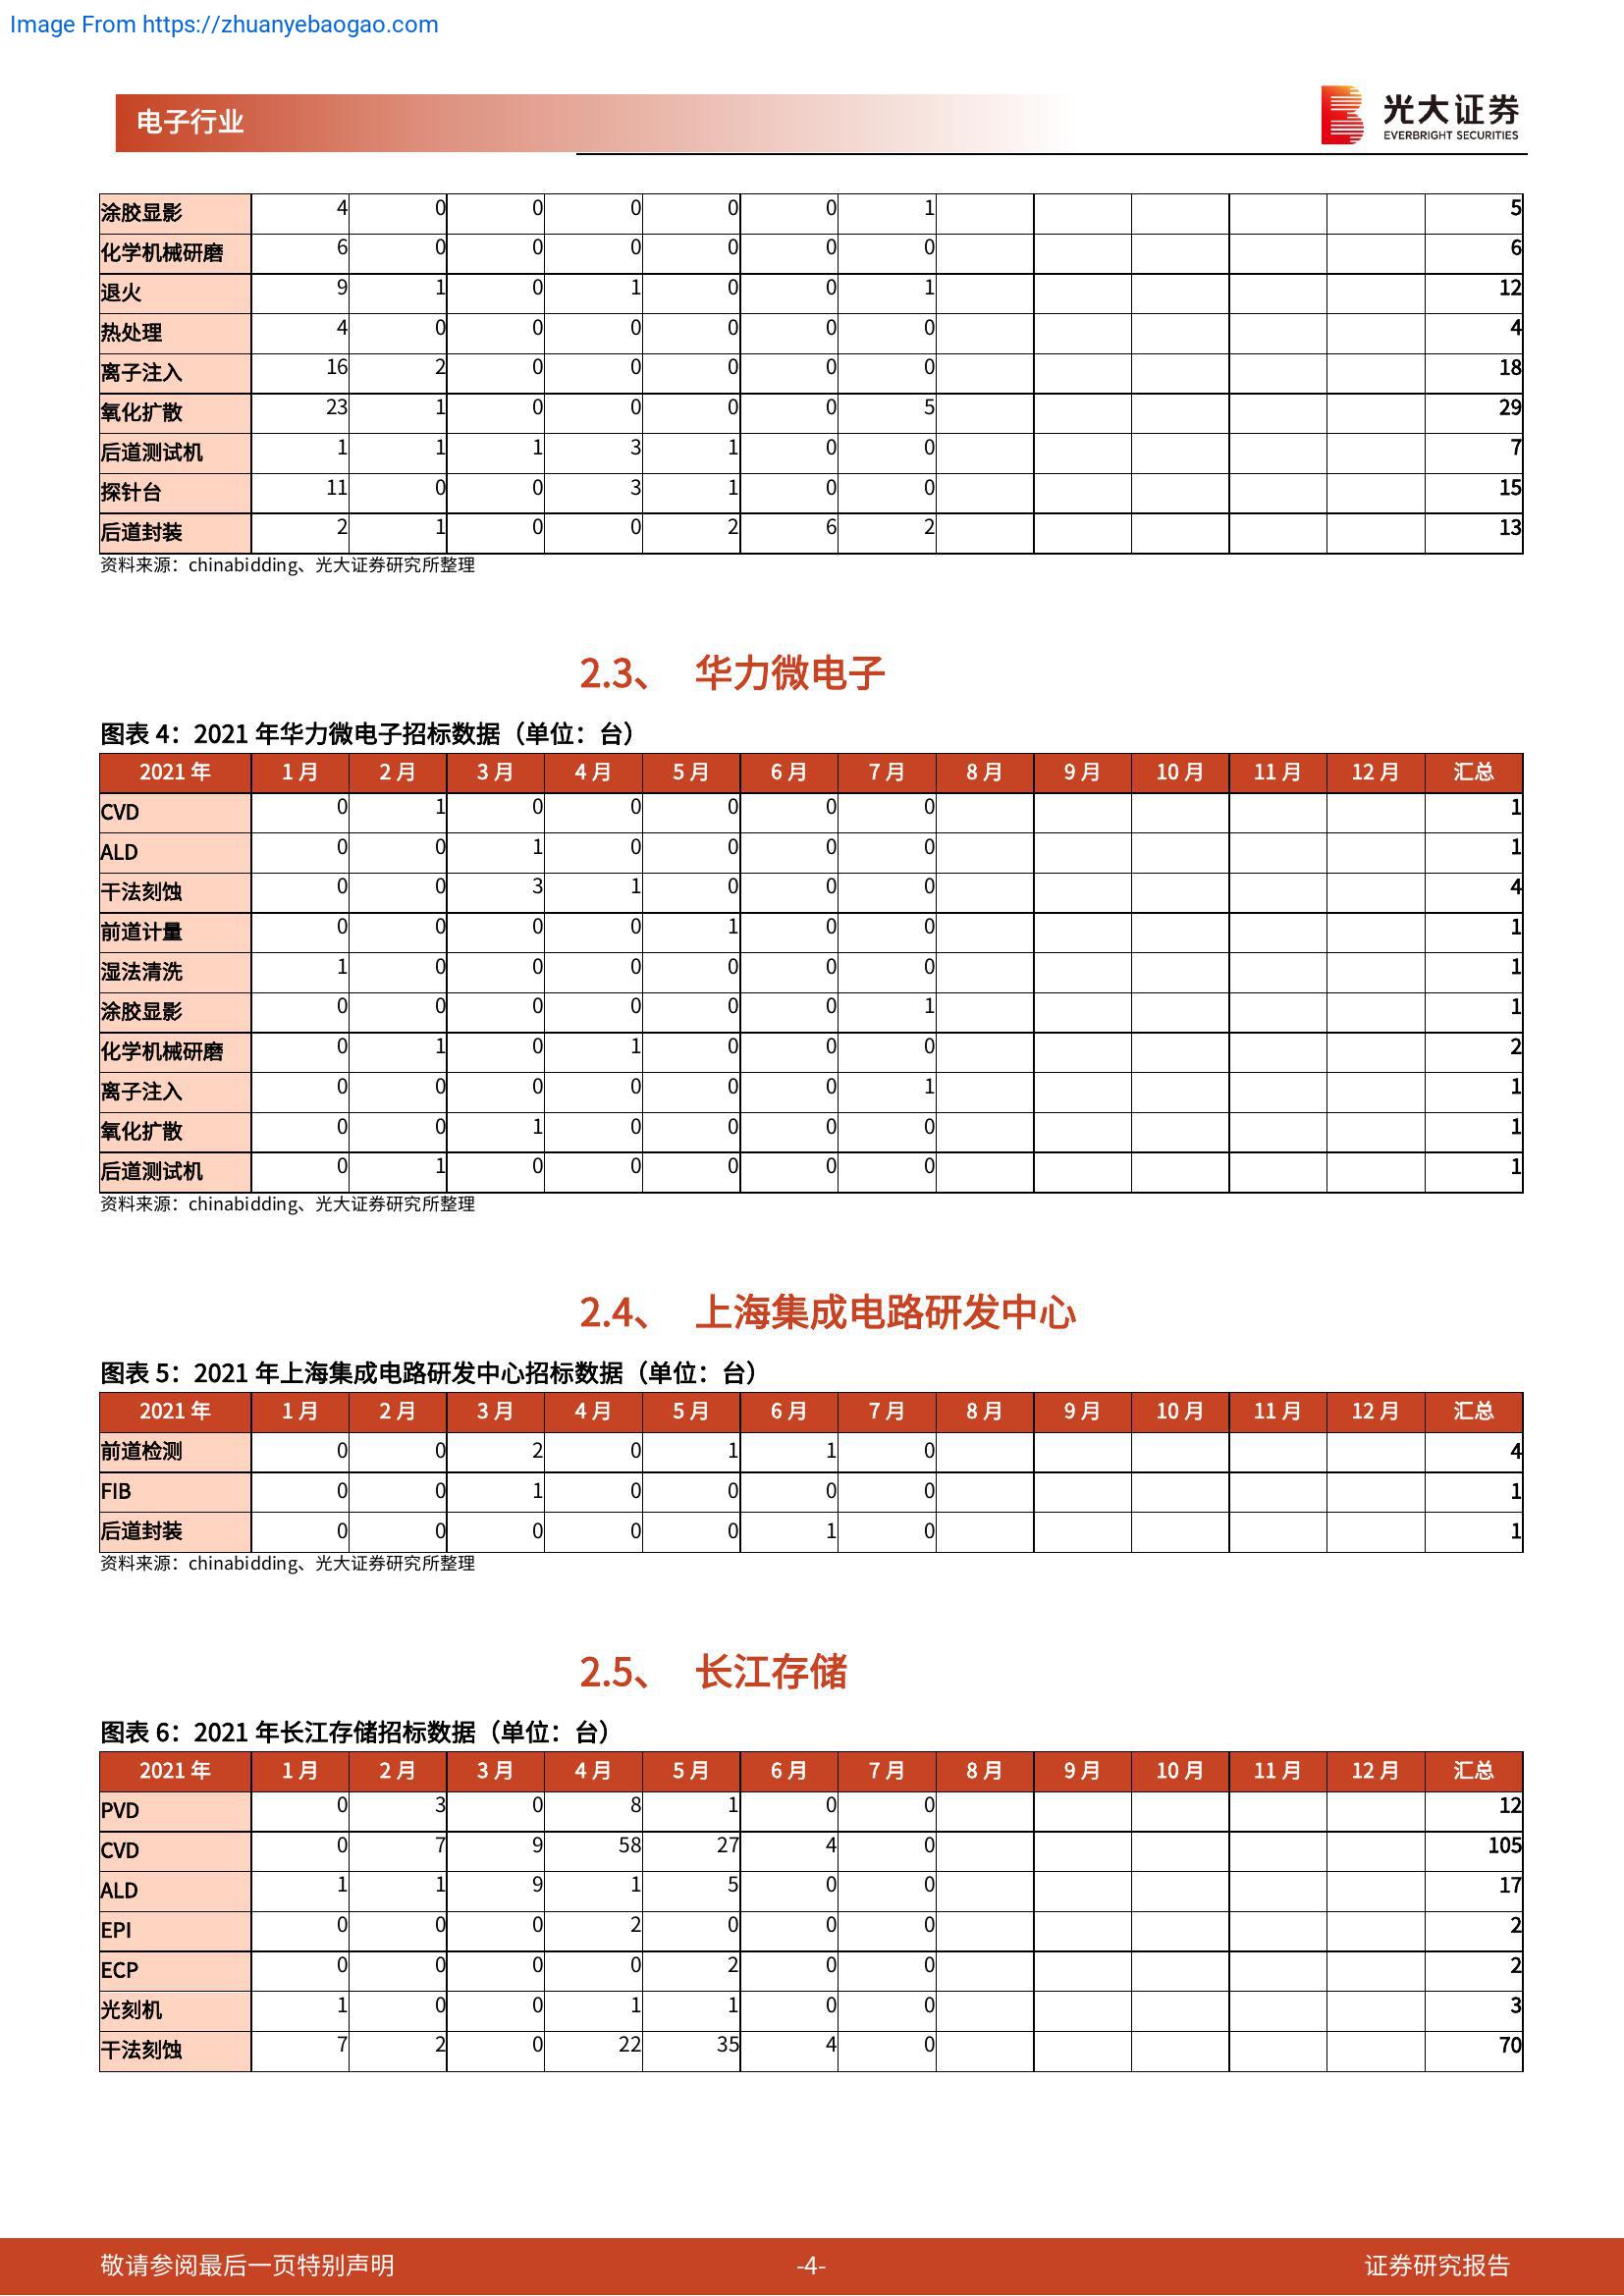 Image From https://zhuanyebaogao.com
电子行业
光大证券
EVERBRIGHT SECURITIES
涂胶显影 4 0 0 0 0 0 1 5
化学机械研磨 6 0 0 0 0 0 0 6
退火 9 1 0 1 0 0 1 12
热处理 4 0 0 0 0 0 0 4
离子注入 16 2 0 0 0 0 0 18
氧化扩散 23 1 0 0 0 0 5 29
后道测试机 1 1 1 3 1 0 0 7
探针台 11 0 0 3 1 0 0 15
后道封装 2 1 0 0 2 6 2 13
资料来源：chinabidding、光大证券研究所整理
2.3、 华力微电子
图表 4：2021 年华力微电子招标数据（单位：台）
2021 年 1 月 2 月 3 月 4 月 5 月 6 月 7 月 8 月 9 月 10 月 11 月 12 月 汇总
CVD 0 1 0 0 0 0 0 1
ALD 0 0 1 0 0 0 0 1
干法刻蚀 0 0 3 1 0 0 0 4
前道计量 0 0 0 0 1 0 0 1
湿法清洗 1 0 0 0 0 0 0 1
涂胶显影 0 0 0 0 0 0 1 1
化学机械研磨 0 1 0 1 0 0 0 2
离子注入 0 0 0 0 0 0 1 1
氧化扩散 0 0 1 0 0 0 0 1
后道测试机 0 1 0 0 0 0 0 1
资料来源：chinabidding、光大证券研究所整理
2.4、 上海集成电路研发中心
图表 5：2021 年上海集成电路研发中心招标数据（单位：台）
2021 年 1 月 2 月 3 月 4 月 5 月 6 月 7 月 8 月 9 月 10 月 11 月 12 月 汇总
前道检测 0 0 2 0 1 1 0 4
FIB 0 0 1 0 0 0 0 1
后道封装 0 0 0 0 0 1 0 1
资料来源：chinabidding、光大证券研究所整理
2.5、 长江存储
图表 6：2021 年长江存储招标数据（单位：台）
2021 年 1 月 2 月 3 月 4 月 5 月 6 月 7 月 8 月 9 月 10 月 11 月 12 月 汇总
PVD 0 3 0 8 1 0 0 12
CVD 0 7 9 58 27 4 0 105
ALD 1 1 9 1 5 0 0 17
EPI 0 0 0 2 0 0 0 2
ECP 0 0 0 0 2 0 0 2
光刻机 1 0 0 1 1 0 0 3
干法刻蚀 7 2 0 22 35 4 0 70
敬请参阅最后一页特别声明 -4- 证券研究报告